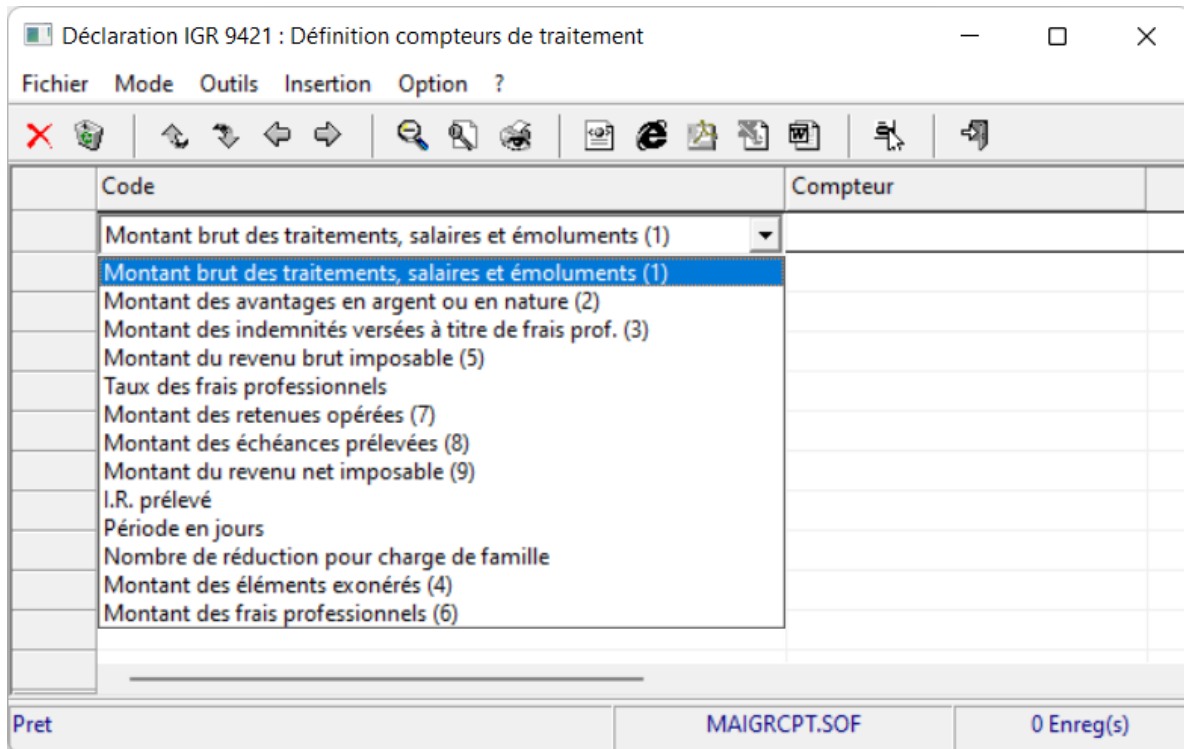 Déclaration IGR 9421 : Définition compteurs de traitement
Fichier Mode Outils Insertion Option ?
Code Compteur
Montant brut des traitements, salaires et émoluments (1)
Montant brut des traitements, salaires et émoluments (1)
Montant des avantages en argent ou en nature (2)
Montant des indemnités versées à titre de frais prof. (3)
Montant du revenu brut imposable (5)
Taux des frais professionnels
Montant des retenues opérées (7)
Montant des échéances prélevées (8)
Montant du revenu net imposable (9)
I.R. prélevé
Période en jours
Nombre de réduction pour charge de famille
Montant des éléments exonérés (4)
Montant des frais professionnels (6)
Pret MAIGRCPT.SOF 0 Enreg(s)